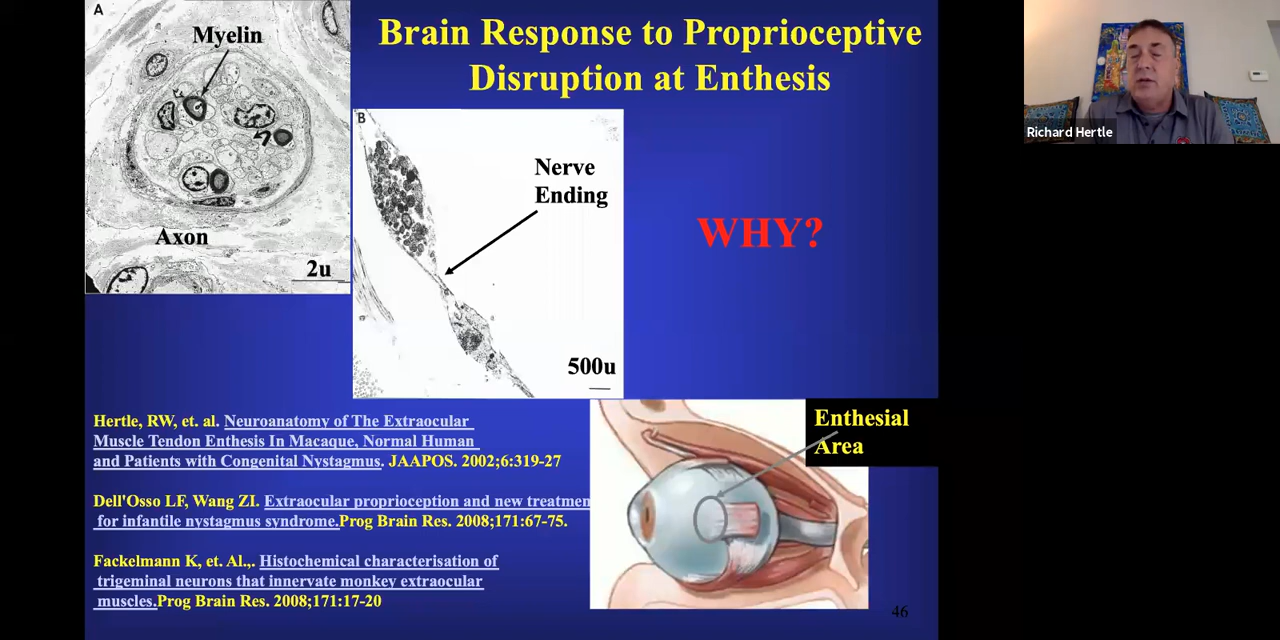 A
Myelin
Axon
2u
Brain Response to Proprioceptive
Disruption at Enthesis
B
Nerve
Ending
500u
WHY?
Hertle, RW, et. al. Neuroanatomy of The Extraocular
Muscle Tendon Enthesis In Macaque, Normal Human
and Patients with Congenital Nystagmus. JAAPOS. 2002;6:319-27
Dell'Osso LF, Wang ZI. Extraocular proprioception and new treatmen
for infantile nystagmus syndrome.Prog Brain Res. 2008;171:67-75.
Fackelmann K, et. Al.,. Histochemical characterisation of
trigeminal neurons that innervate monkey extraocular
muscles.Prog Brain Res. 2008;171:17-20
Enthesial
Area
46
Richard Hertle